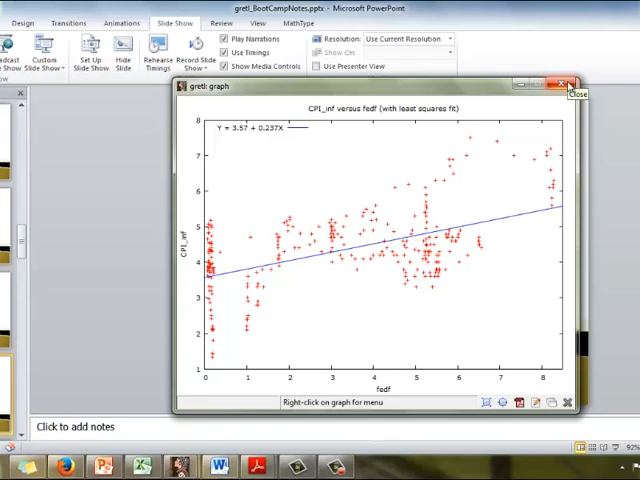 gretl_BootCampNotes.pptx - Microsoft PowerPoint
Design Transitions Animations Slide Show Review View MathType
Custom Slide Show
Set Up Slide Show
Hide Slide
Rehearse Timings
Record Slide Show
Play Narrations
Use Timings
Show Media Controls
Resolution: Use Current Resolution
Show On:
Use Presenter View
gretl: graph
Close
CPI_inf versus fedf (with least squares fit)
Y = 3.57 + 0.237X
8
7
6
5
4
3
2
1
CPI_inf
0 1 2 3 4 5 6 7 8
fedf
Right-click on graph for menu
Click to add notes
92%